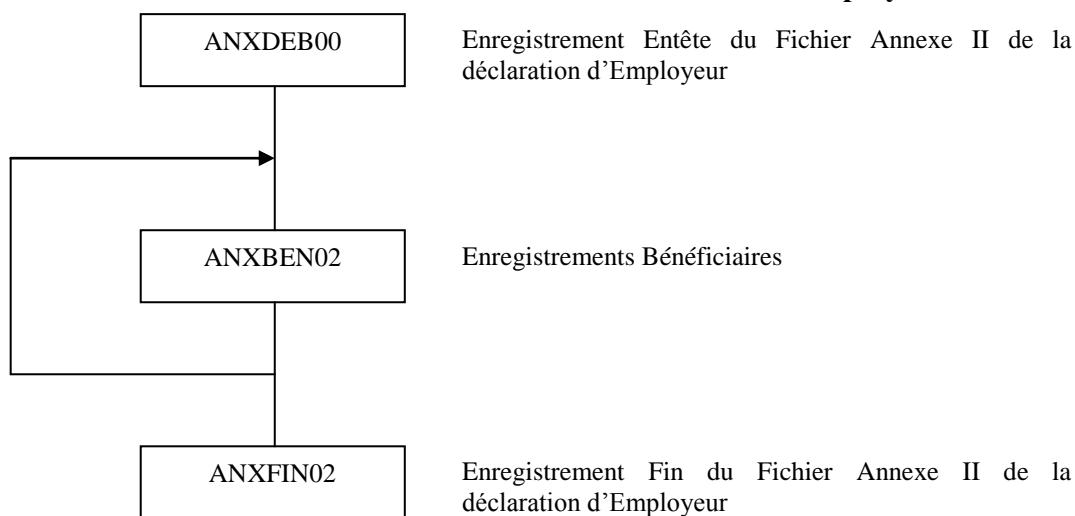 ANXDEB00
Enregistrement Entête du Fichier Annexe II de la
déclaration d’Employeur
ANXBEN02
Enregistrements Bénéficiaires
ANXFIN02
Enregistrement Fin du Fichier Annexe II de la
déclaration d’Employeur